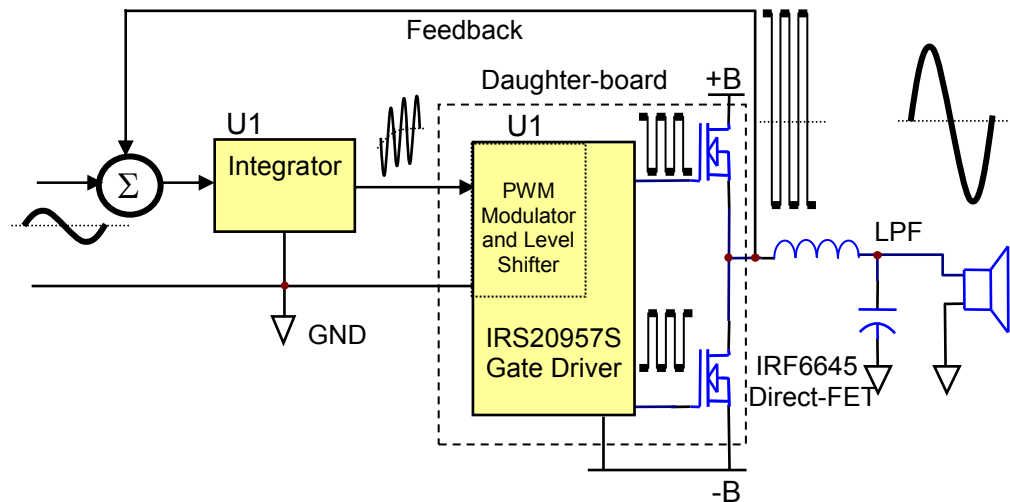 Feedback
Daughter-board
+B
U1
Integrator
U1
Σ
PWM
Modulator
and Level
Shifter
LPF
GND
IRS20957S
Gate Driver
IRF6645
Direct-FET
-B